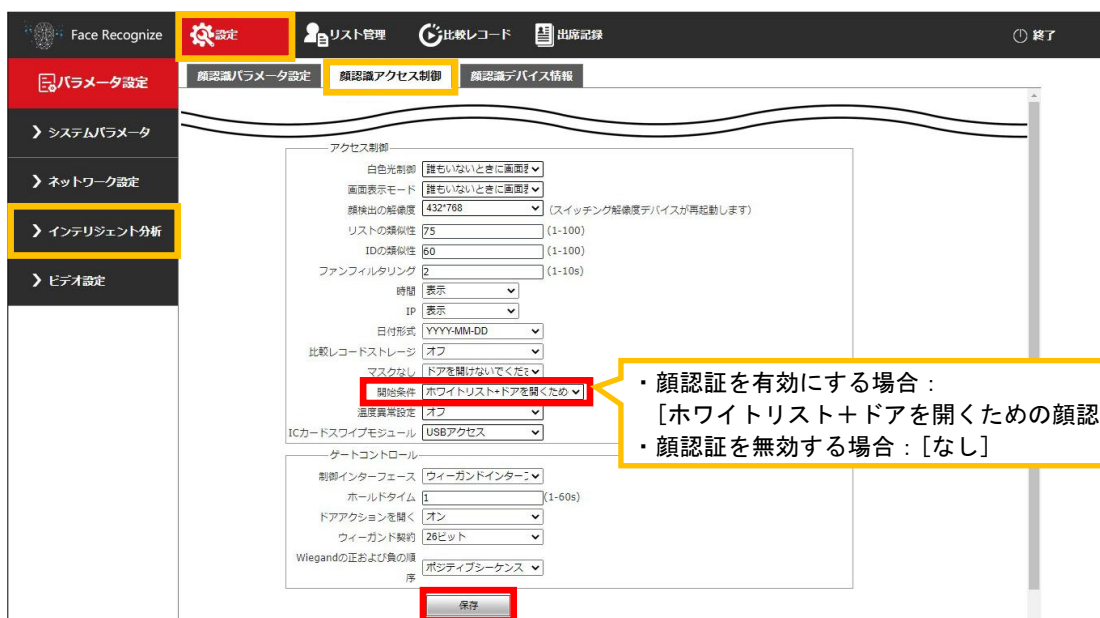 Face Recognize
設定
リスト管理
比較レコード
出席記録
終了
パラメータ設定
顔認識パラメータ設定
顔認識アクセス制御
顔認識デバイス情報
システムパラメータ
ネットワーク設定
インテリジェント分析
ビデオ設定
アクセス制御
白色光制御 誰もいないときに画面
画面表示モード 誰もいないときに画面
顔検出の解像度 432*768 (スイッチング解像度デバイスが再起動します)
リストの類似性 75 (1-100)
IDの類似性 60 (1-100)
ファンフィルタリング 2 (1-10s)
時間 表示
IP 表示
日付形式 YYYY-MM-DD
比較レコードストレージ オフ
マスクなし ドアを開けないでくださ
開始条件 ホワイトリスト+ドアを開くため
温度異常設定 オフ
ICカードスワイプモジュール USBアクセス
・顔認証を有効にする場合:
[ホワイトリスト+ドアを開くための顔認
・顔認証を無効する場合:[なし]
ゲートコントロール
制御インターフェース ウィーガンドインター
ホールドタイム 1 (1-60s)
ドアアクションを開く オン
ウィーガンド契約 26ビット
Wiegandの正および負の順
序 ポジティブシーケンス
保存